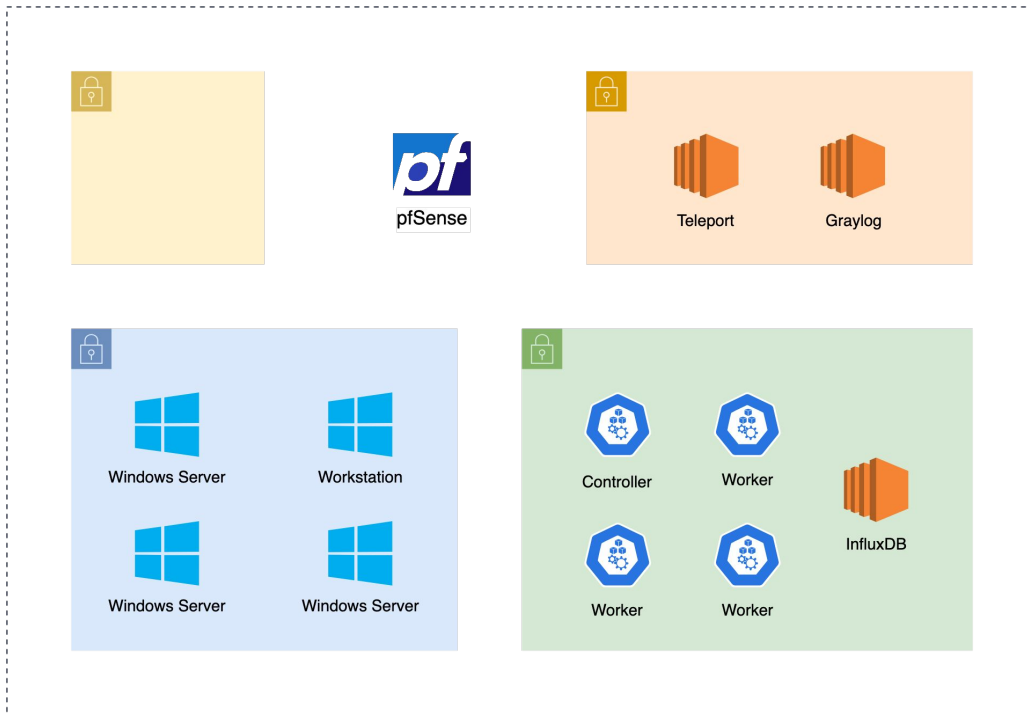 pf
pfSense
Teleport
Graylog
Windows Server
Workstation
Windows Server
Windows Server
Controller
Worker
InfluxDB
Worker
Worker